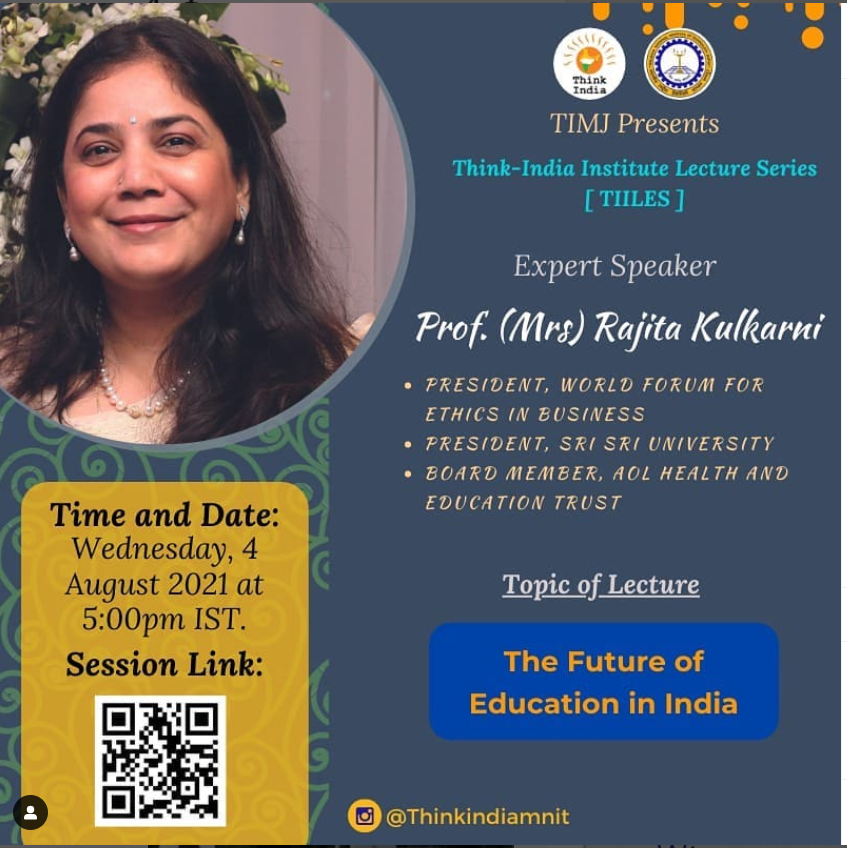 Think
India
TIMJ Presents
Think-India Institute Lecture Series
[ TIILES ]
Expert Speaker
Prof. (Mrs) Rajita Kulkarni
• PRESIDENT, WORLD FORUM FOR
ETHICS IN BUSINESS
• PRESIDENT, SRI SRI UNIVERSITY
• BOARD MEMBER, AOL HEALTH AND
EDUCATION TRUST
Time and Date:
Wednesday, 4
August 2021 at
5:00pm IST.
Session Link:
Topic of Lecture
The Future of
Education in India
@Thinkindiamnit